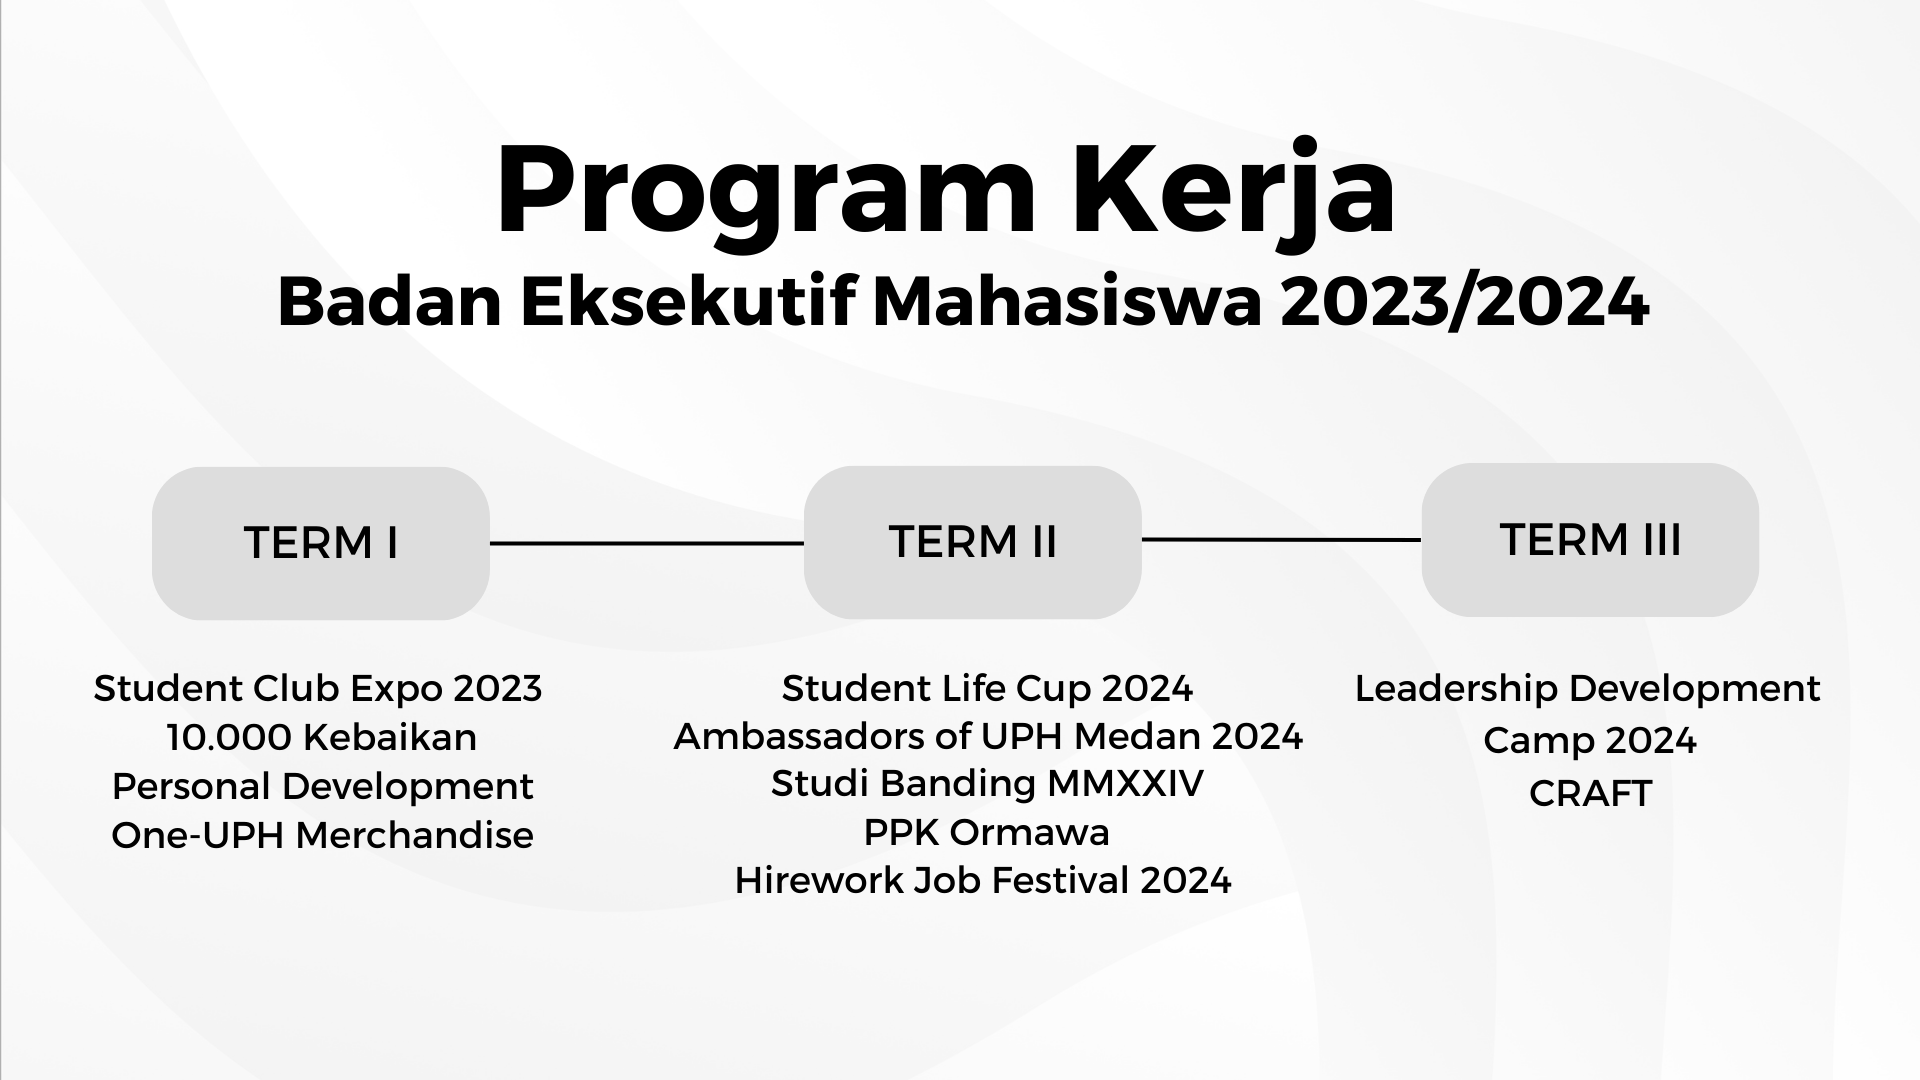 Program Kerja
Badan Eksekutif Mahasiswa 2023/2024
TERM I
Student Club Expo 2023
10.000 Kebaikan
Personal Development
One-UPH Merchandise
TERM II
Student Life Cup 2024
Ambassadors of UPH Medan 2024
Studi Banding MMXXIV
PPK Ormawa
Hirework Job Festival 2024
TERM III
Leadership Development
Camp 2024
CRAFT